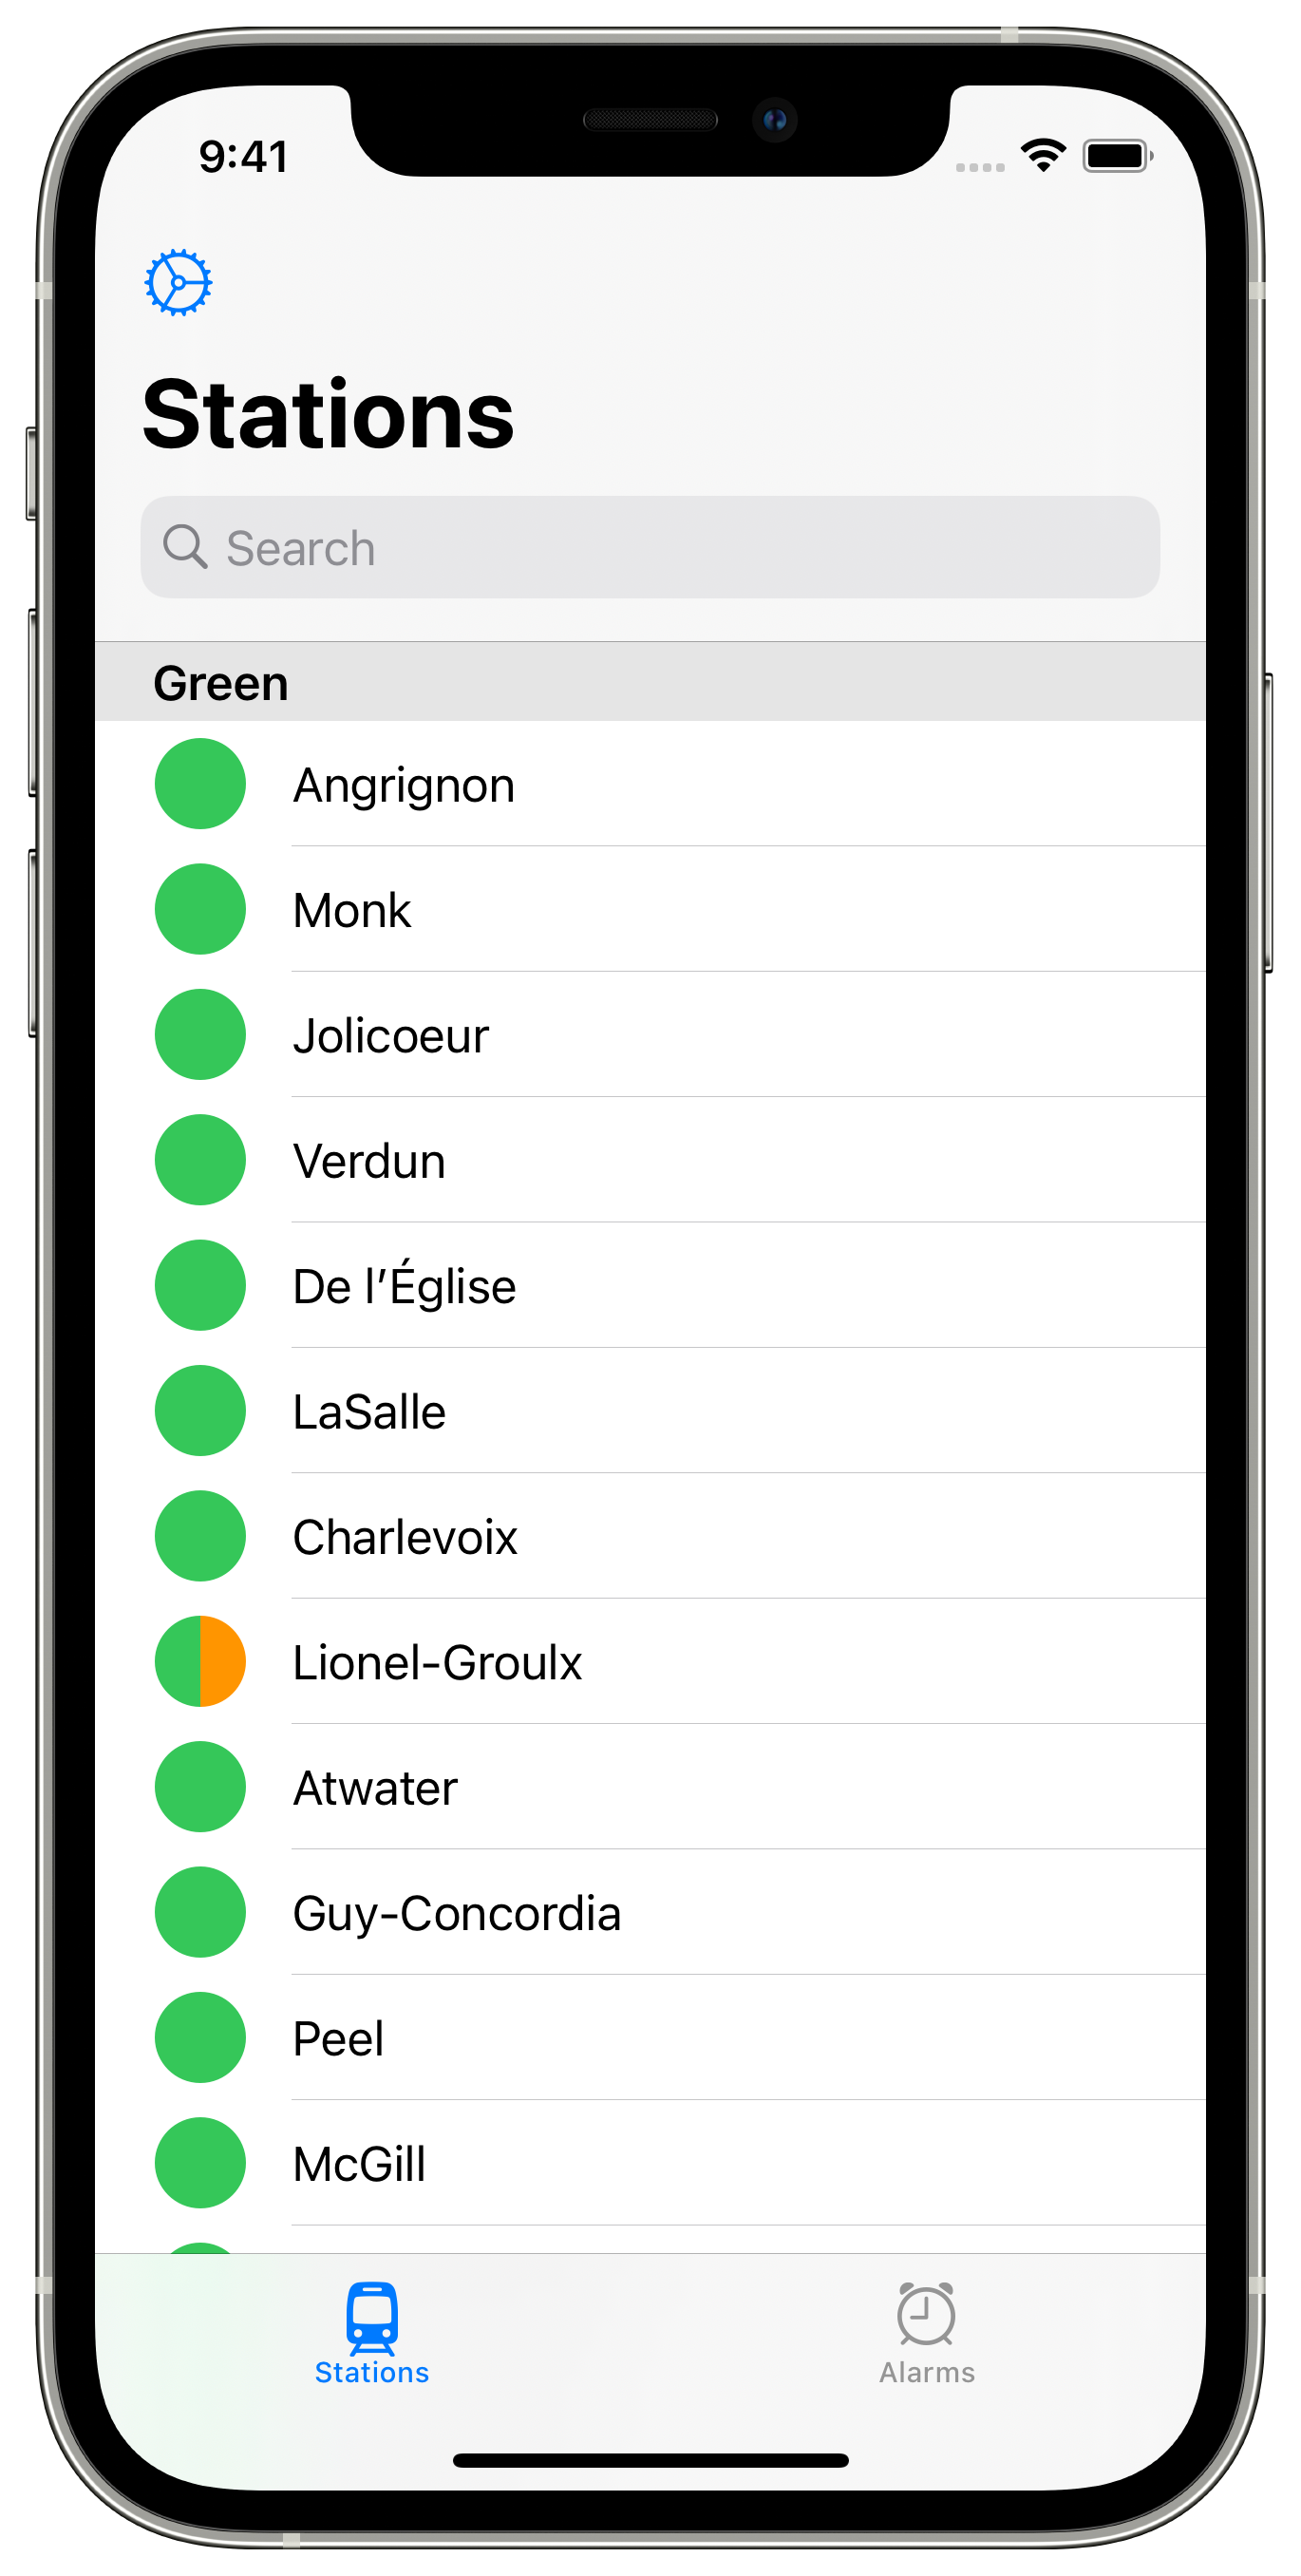 9:41
Stations
Search
Green
Angrignon
Monk
Jolicoeur
Verdun
De l’Église
LaSalle
Charlevoix
Lionel-Groulx
Atwater
Guy-Concordia
Peel
McGill
Stations
Alarms